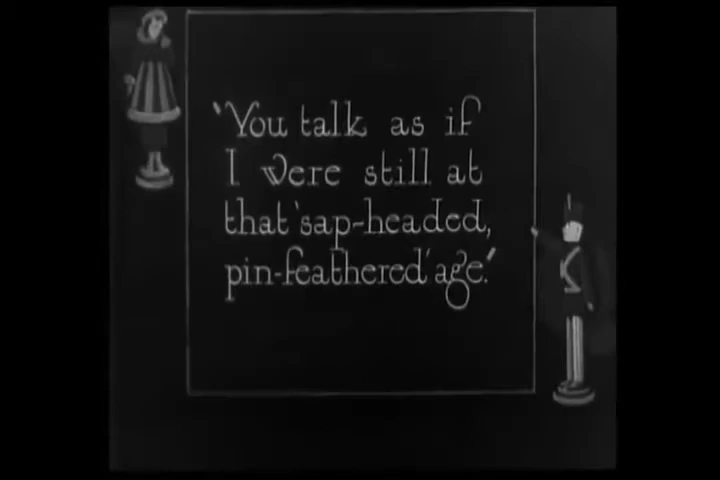 "You talk as if
I were still at
that 'sap-headed,
pin-feathered' age."